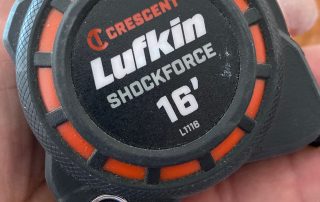 CRESCENT
Lufkin
SHOCKFORCE
16'
L1116